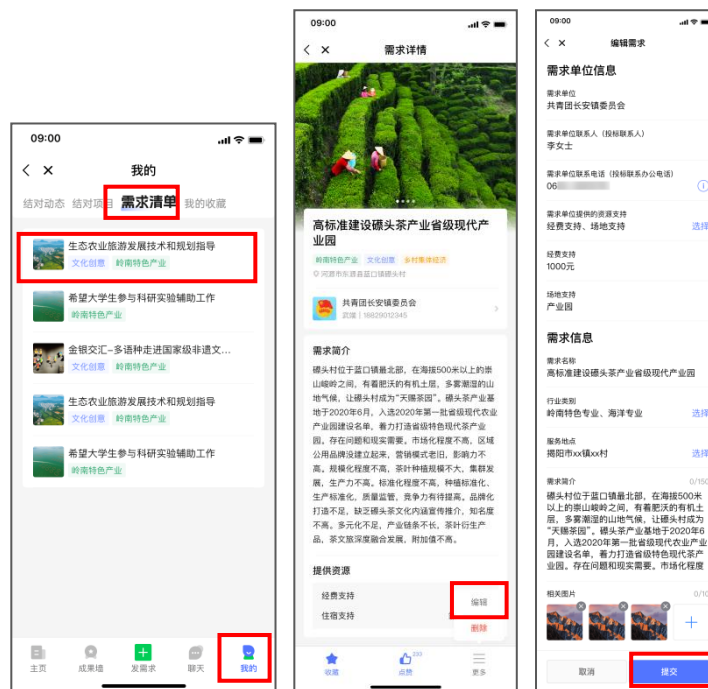 09:00
我的
结对动态 结对项目 需求清单 我的收藏
生态农业旅游发展技术和规划指导
文化创意 岭南特色产业
希望大学生参与科研实验辅助工作
岭南特色产业
金银交汇-多语种走进国家级非遗文...
文化创意 岭南特色产业
生态农业旅游发展技术和规划指导
文化创意 岭南特色产业
希望大学生参与科研实验辅助工作
岭南特色产业
主页 成果墙 发需求 聊天 我的
09:00
需求详情
高标准建设礤头茶产业省级现代产
业园
岭南特色产业 文化创意 乡村集体经济
河源市东源县蓝口镇礤头村
共青团长安镇委员会
16829012345
需求简介
礤头村位于蓝口镇最北部，在海拔500米以上的崇
山峻岭之间，有着肥沃的有机土层，多雾潮湿的山
地气候，让礤头村成为“天赐茶园”。礤头茶产业基
地于2020年6月，入选2020年第一批省级现代农业
产业园建设名单，着力打造省级特色现代茶产业
园。存在问题和现实需要。市场化程度不高，区域
公用品牌没建立起来，营销模式老旧，影响力不
高。规模化程度不高，茶叶种植规模不大，集群发
展，生产力不高。标准化程度不高，种植标准化、
生产标准化，质量监管，竞争力有待提高。品牌化
打造不足，缺乏礤头茶文化内涵宣传推介，知名度
不高。多元化不足，产业链条不长，茶叶衍生产
品，茶文旅深度融合发展，附加值不高。
提供资源
经费支持
住宿支持
编辑
删除
收藏 点赞 233 更多
09:00
编辑需求
需求单位信息
需求单位
共青团长安镇委员会
需求单位联系人（投标联系人）
李女士
需求单位联系电话（投标联系办公电话）
06
需求单位提供的资源支持
经费支持、场地支持 选择
经费支持
1000元
场地支持
产业园
需求信息
需求名称
高标准建设礤头茶产业省级现代产业园
行业类别
岭南特色专业、海洋专业 选择
服务地点
揭阳市xx镇xx村 选择
需求简介 0/150
礤头村位于蓝口镇最北部，在海拔500米
以上的崇山峻岭之间，有着肥沃的有机土
层，多雾潮湿的山地气候，让礤头村成为
“天赐茶园”。礤头茶产业基地于2020年6
月，入选2020年第一批省级现代农业产业
园建设名单，着力打造省级特色现代茶产
业园。存在问题和现实需要。市场化程度
相关图片 0/10
取消 提交